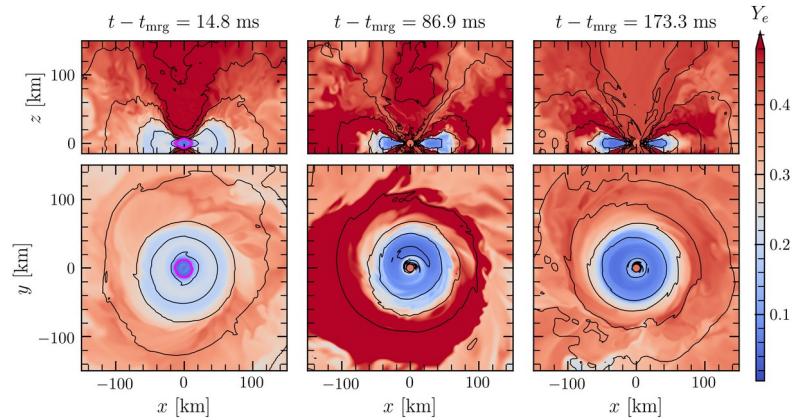 t − t_mrg = 14.8 ms
t − t_mrg = 86.9 ms
t − t_mrg = 173.3 ms
Y_e
z [km]
100
0
y [km]
100
0
−100
−100 0 100
−100 0 100
−100 0 100
x [km]
x [km]
x [km]
0.4
0.3
0.2
0.1